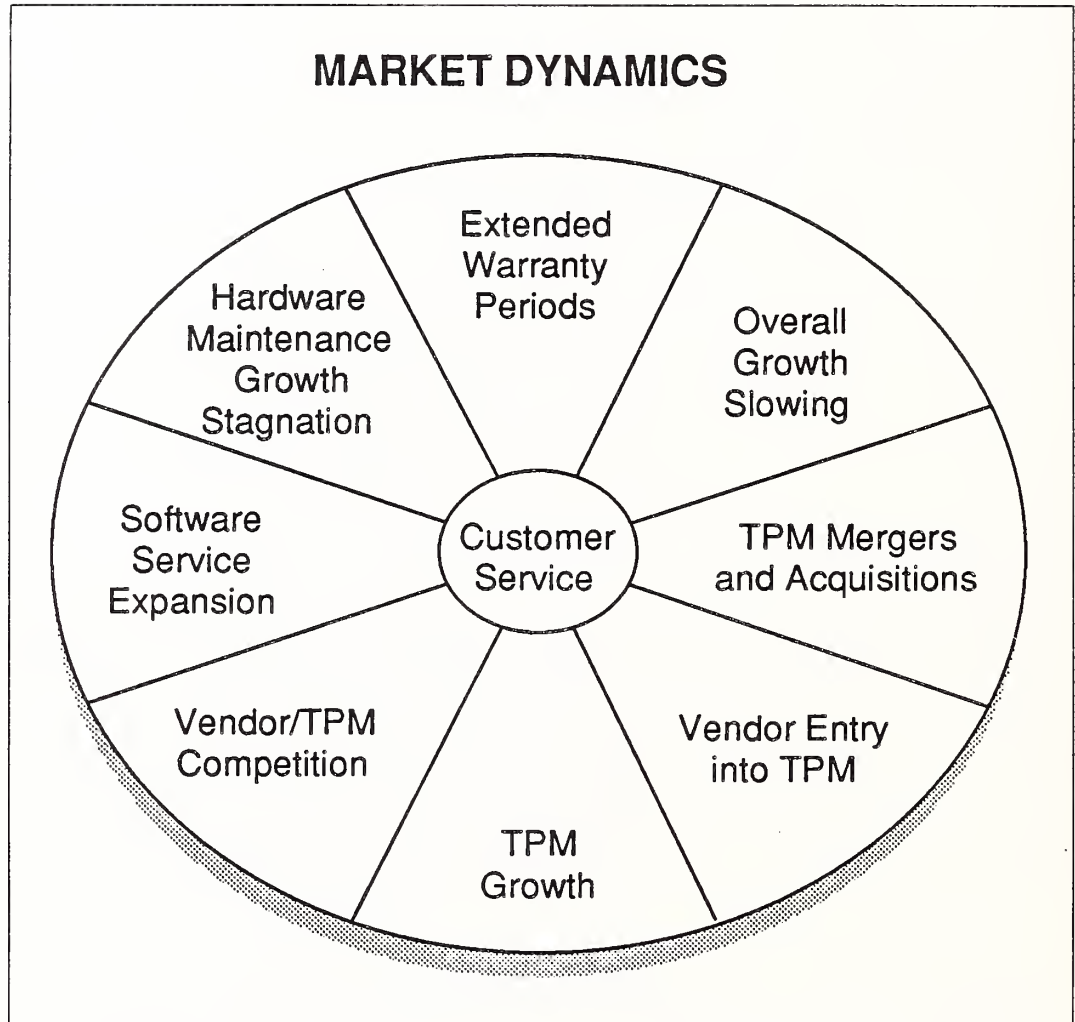 MARKET DYNAMICS
Extended
Warranty
Periods
Overall
Growth
Slowing
TPM Mergers
and Acquisitions
Vendor Entry
into TPM
TPM
Growth
Vendor/TPM
Competition
Software
Service
Expansion
Hardware
Maintenance
Growth
Stagnation
Customer
Service